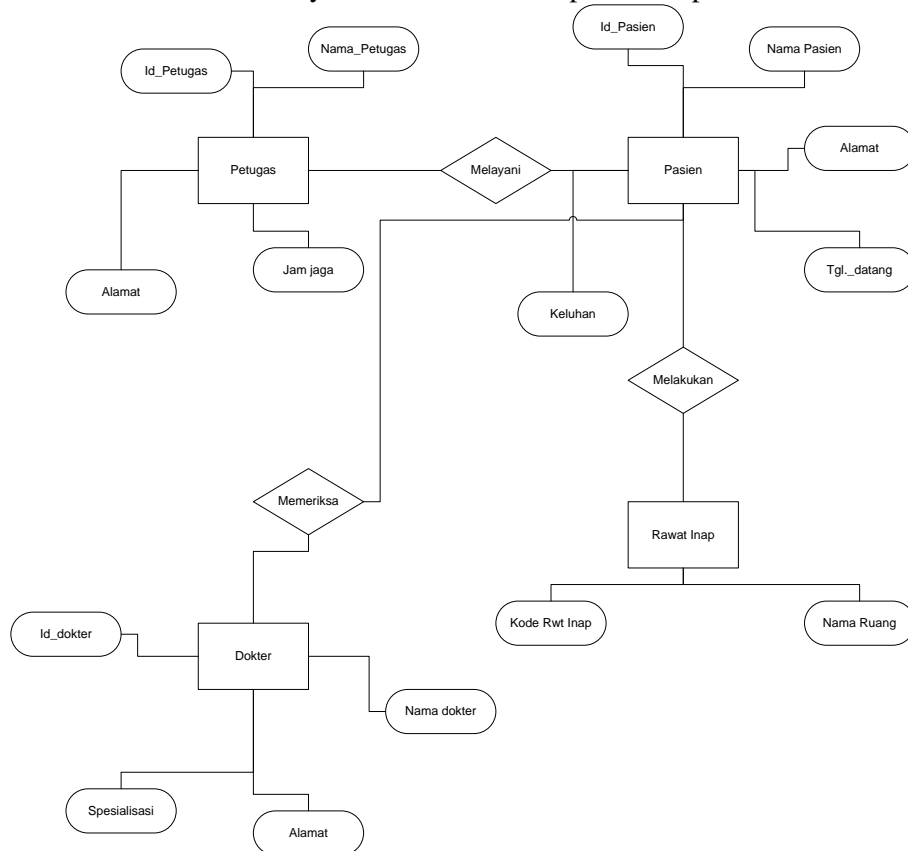 Id_Pasien
Nama_Petugas
Nama Pasien
Id_Petugas
Alamat
Petugas
Melayani
Pasien
Jam jaga
Tgl._datang
Alamat
Keluhan
Melakukan
Memeriksa
Rawat Inap
Kode Rwt Inap
Nama Ruang
Id_dokter
Dokter
Nama dokter
Spesialisasi
Alamat